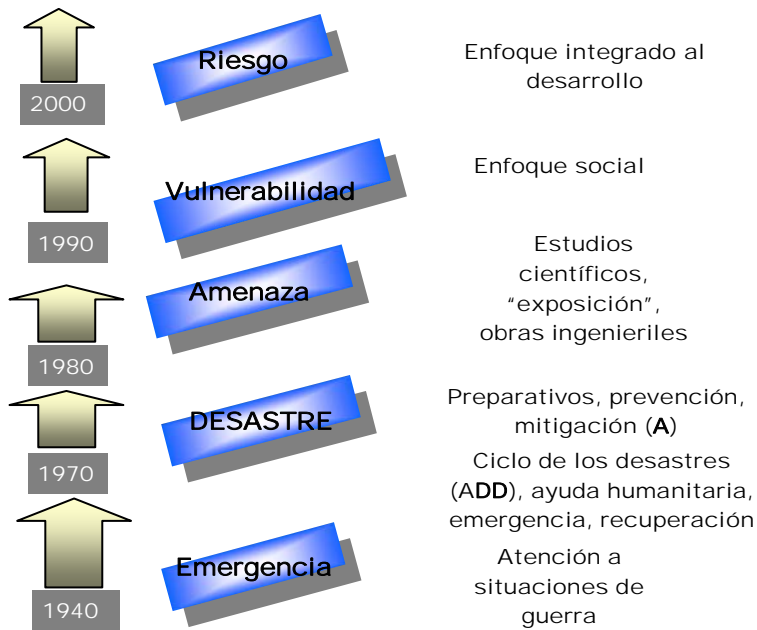 Riesgo
Enfoque integrado al
desarrollo
2000
Vulnerabilidad
Enfoque social
1990
Amenaza
Estudios
científicos,
“exposición”,
obras ingenieriles
1980
DESASTRE
Preparativos, prevención,
mitigación (A)
1970
Ciclo de los desastres
(ADD), ayuda humanitaria,
emergencia, recuperación
Emergencia
Atención a
situaciones de
guerra
1940